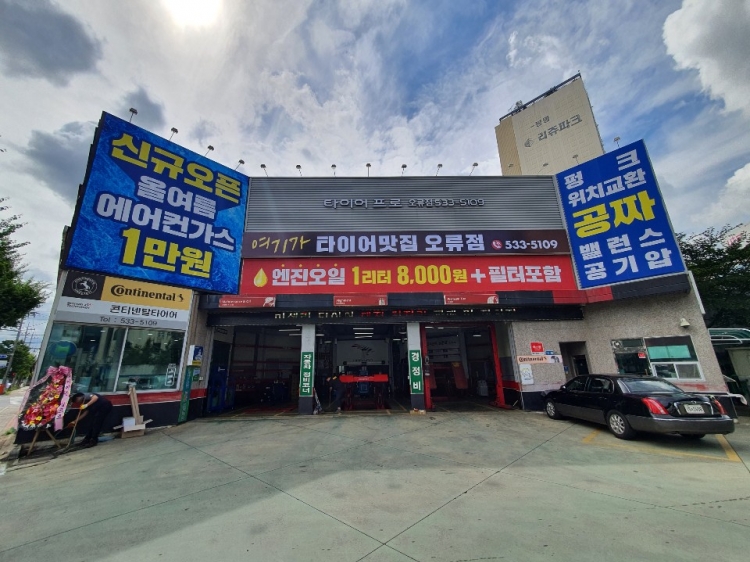 신규오픈
올여름
에어컨가스
1만원
타이어프로 오류점 533-5109
여기가 타이어맛집 오류점 533-5109
엔진오일 1리터 8,000원 + 필터포함
펑크
위치교환
공짜
밸런스
공기압
리쥬파크
Continental
콘티넨탈타이어
Tel : 533-5109
경정비
Continental